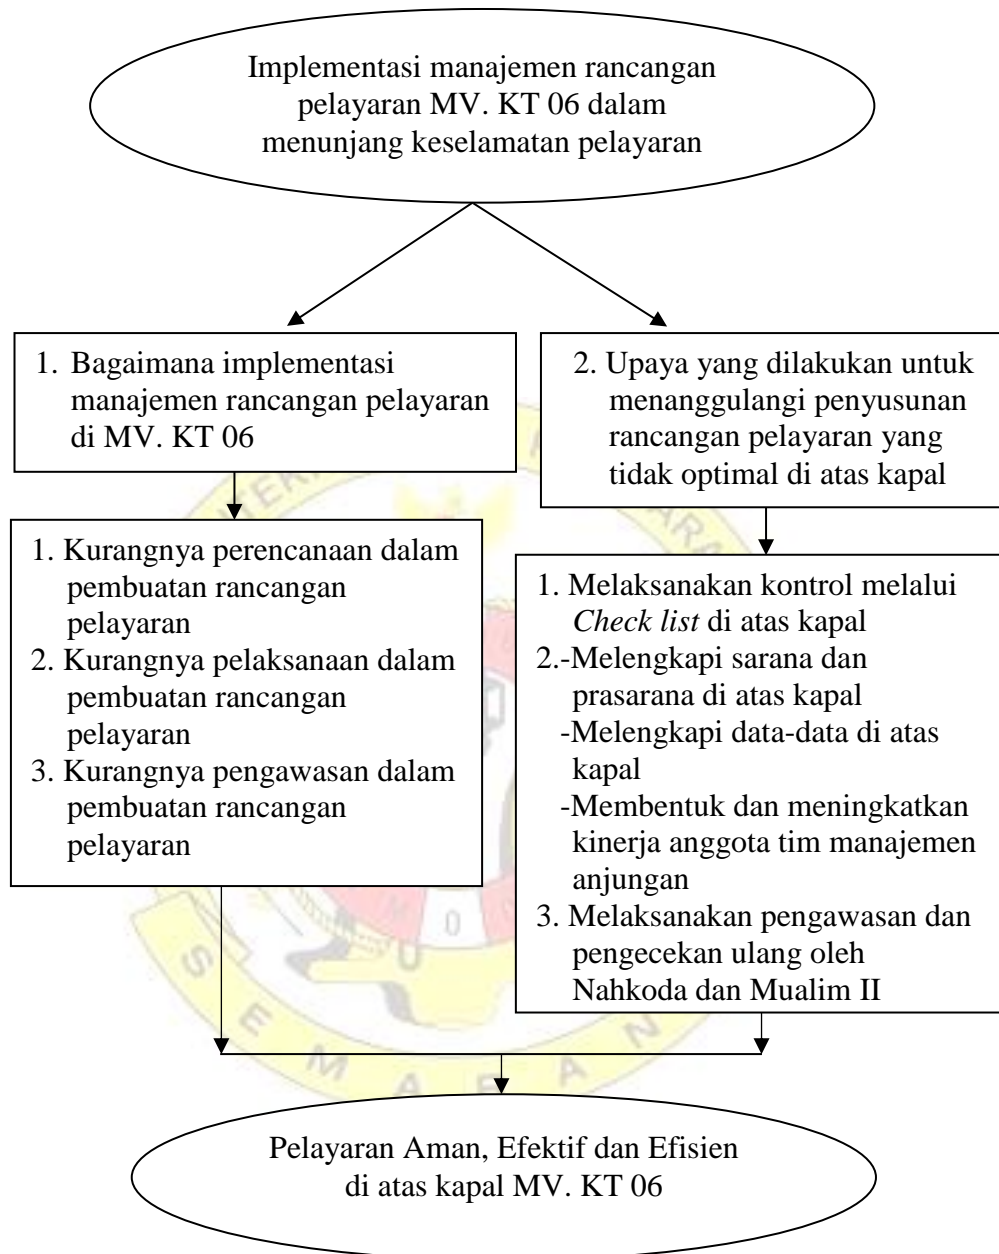 Implementasi manajemen rancangan
pelayaran MV. KT 06 dalam
menunjang keselamatan pelayaran
1. Bagaimana implementasi
manajemen rancangan pelayaran
di MV. KT 06
2. Upaya yang dilakukan untuk
menanggulangi penyusunan
rancangan pelayaran yang
tidak optimal di atas kapal
1. Kurangnya perencanaan dalam
pembuatan rancangan
pelayaran
2. Kurangnya pelaksanaan dalam
pembuatan rancangan
pelayaran
3. Kurangnya pengawasan dalam
pembuatan rancangan
pelayaran
1. Melaksanakan kontrol melalui
Check list di atas kapal
2.-Melengkapi sarana dan
prasarana di atas kapal
-Melengkapi data-data di atas
kapal
-Membentuk dan meningkatkan
kinerja anggota tim manajemen
anjungan
3. Melaksanakan pengawasan dan
pengecekan ulang oleh
Nahkoda dan Mualim II
SEMARANG
Pelayaran Aman, Efektif dan Efisien
di atas kapal MV. KT 06